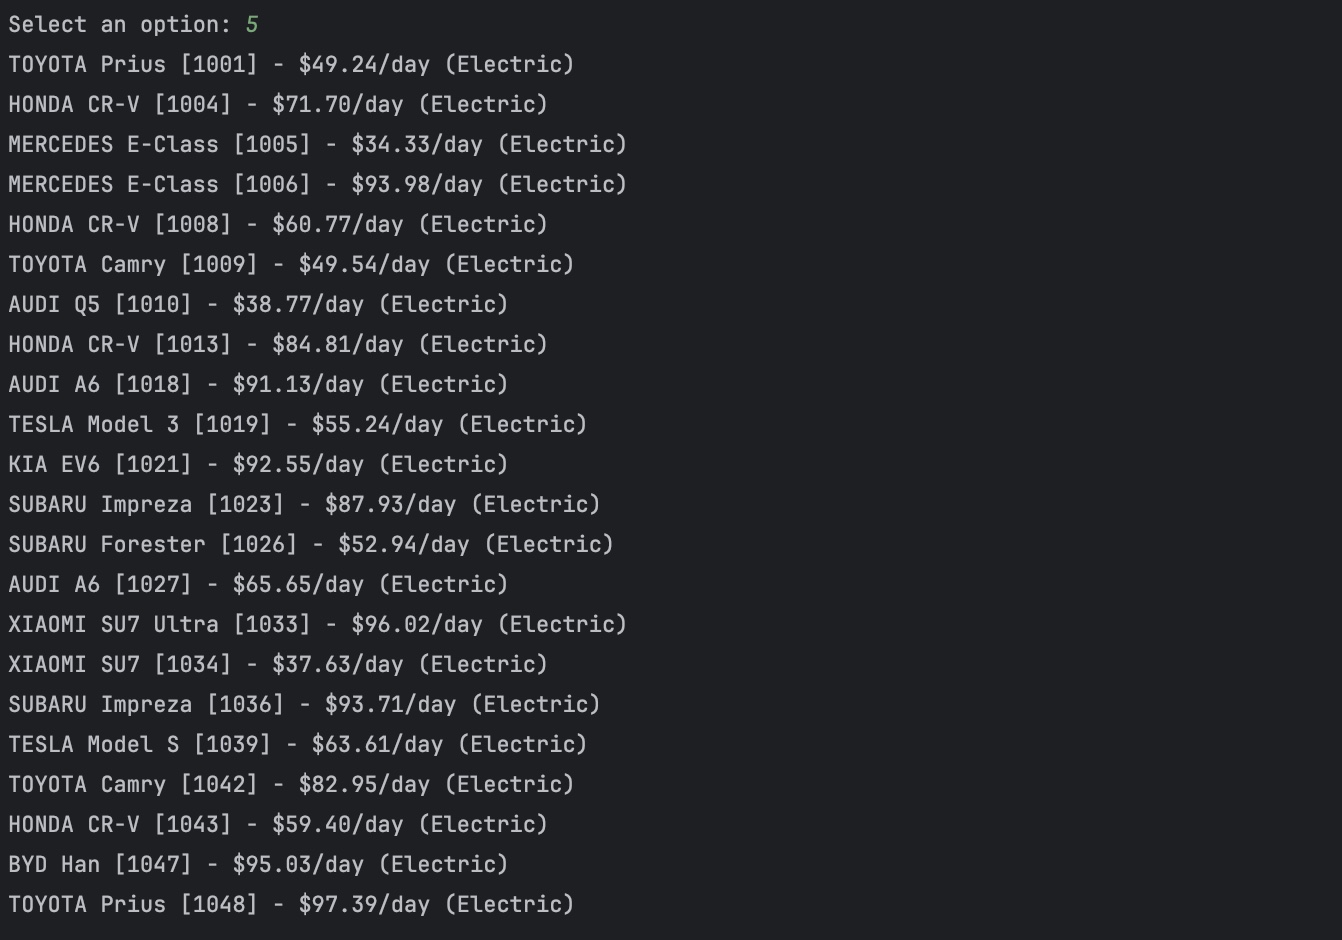 Select an option: 5
TOYOTA Prius [1001] - $49.24/day (Electric)
HONDA CR-V [1004] - $71.70/day (Electric)
MERCEDES E-Class [1005] - $34.33/day (Electric)
MERCEDES E-Class [1006] - $93.98/day (Electric)
HONDA CR-V [1008] - $60.77/day (Electric)
TOYOTA Camry [1009] - $49.54/day (Electric)
AUDI Q5 [1010] - $38.77/day (Electric)
HONDA CR-V [1013] - $84.81/day (Electric)
AUDI A6 [1018] - $91.13/day (Electric)
TESLA Model 3 [1019] - $55.24/day (Electric)
KIA EV6 [1021] - $92.55/day (Electric)
SUBARU Impreza [1023] - $87.93/day (Electric)
SUBARU Forester [1026] - $52.94/day (Electric)
AUDI A6 [1027] - $65.65/day (Electric)
XIAOMI SU7 Ultra [1033] - $96.02/day (Electric)
XIAOMI SU7 [1034] - $37.63/day (Electric)
SUBARU Impreza [1036] - $93.71/day (Electric)
TESLA Model S [1039] - $63.61/day (Electric)
TOYOTA Camry [1042] - $82.95/day (Electric)
HONDA CR-V [1043] - $59.40/day (Electric)
BYD Han [1047] - $95.03/day (Electric)
TOYOTA Prius [1048] - $97.39/day (Electric)